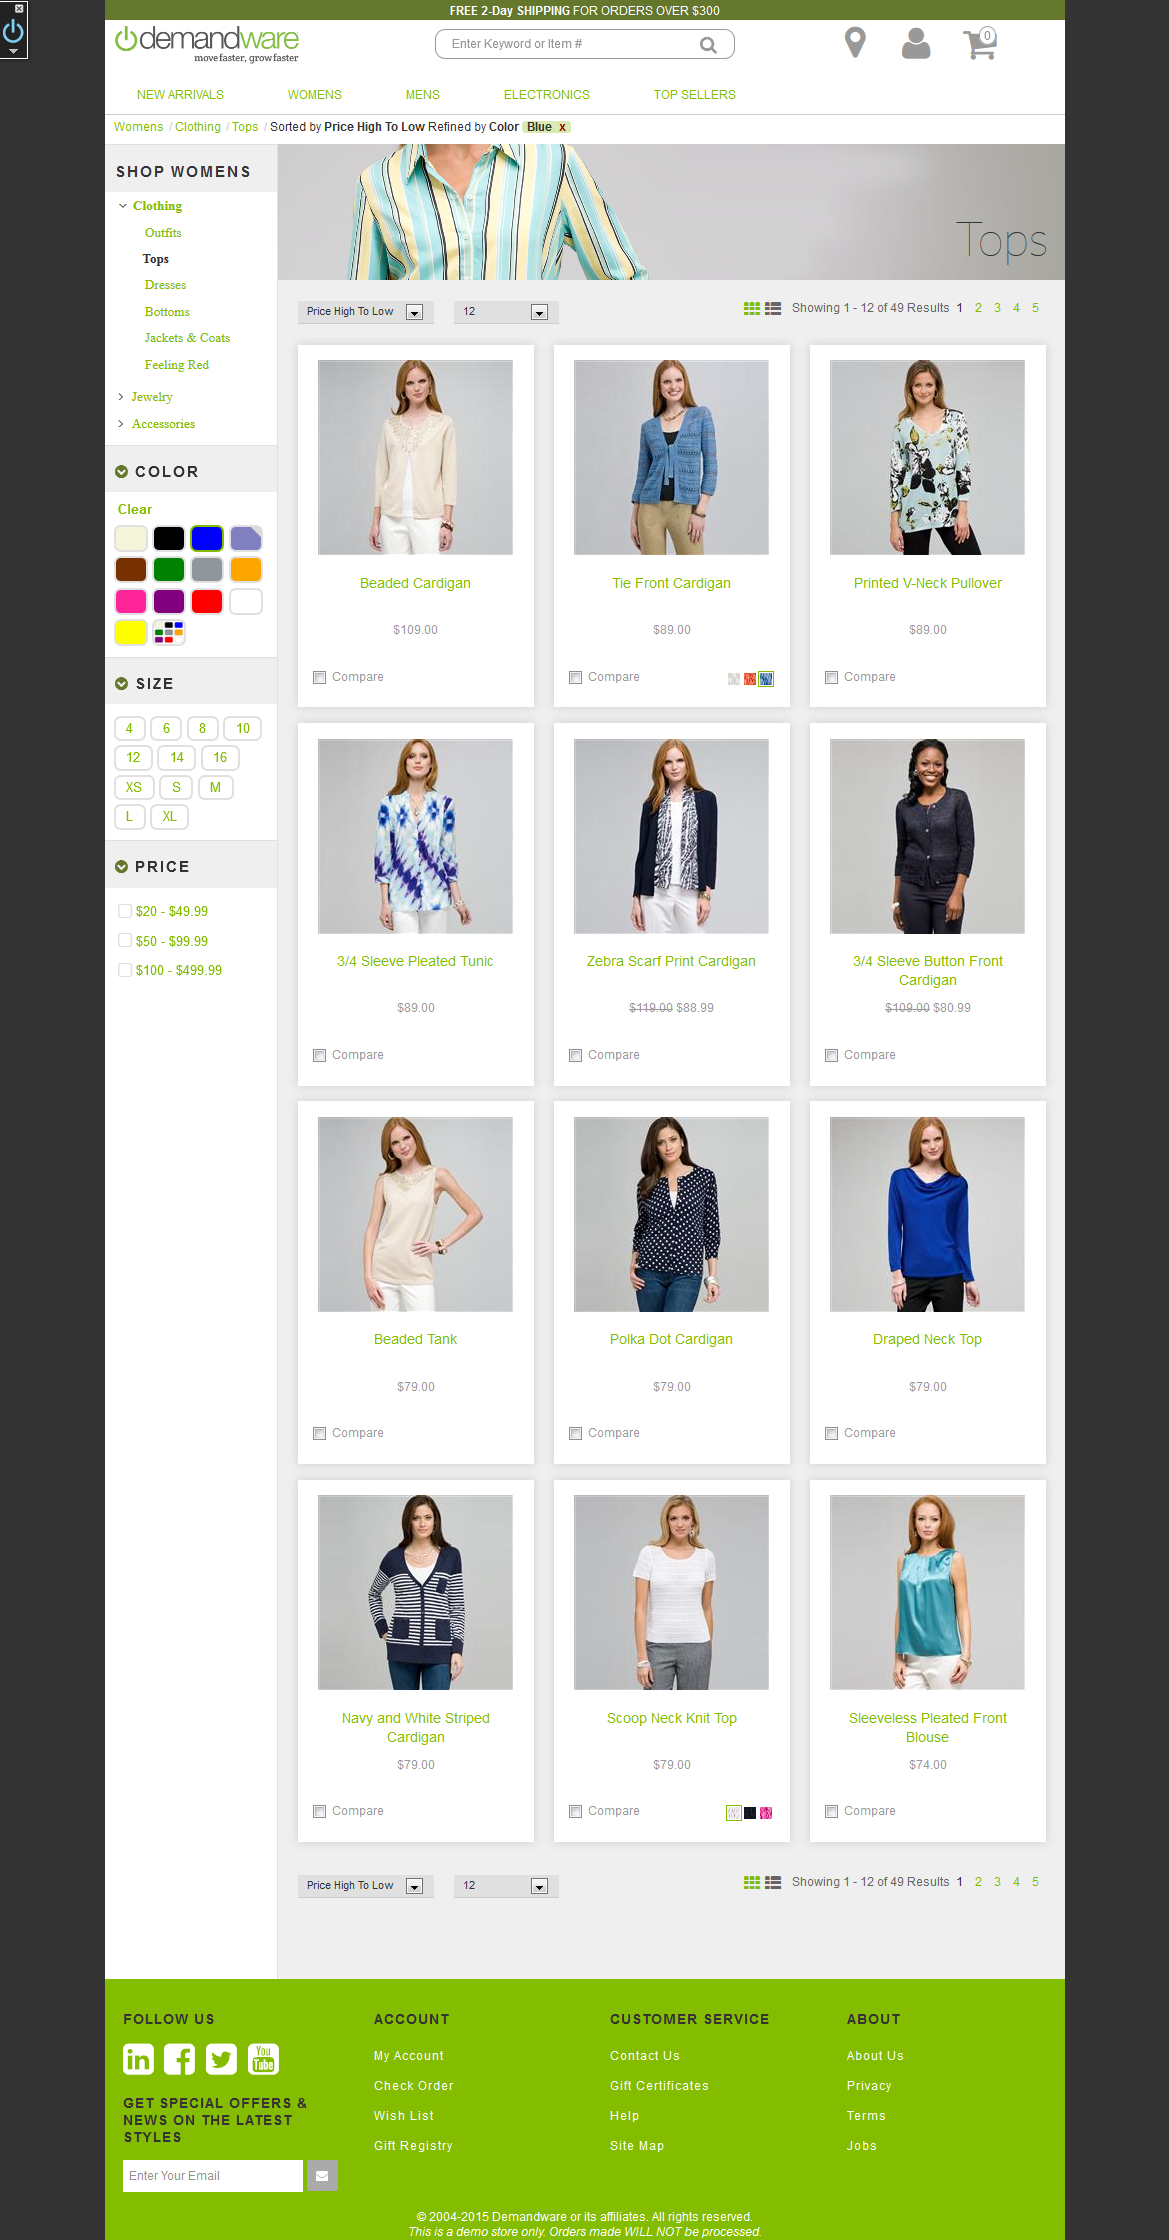 FREE 2-Day SHIPPING FOR ORDERS OVER $300
demandware
move faster, grow faster
Enter Keyword or Item #
0
NEW ARRIVALS WOMENS MENS ELECTRONICS TOP SELLERS
Womens / Clothing / Tops / Sorted by Price High To Low Refined by Color Blue x
SHOP WOMENS
Clothing
Outfits
Tops
Dresses
Bottoms
Jackets & Coats
Feeling Red
Jewelry
Accessories
COLOR
Clear
SIZE
4 6 8 10
12 14 16
XS S M
L XL
PRICE
$20 - $49.99
$50 - $99.99
$100 - $499.99
Tops
Price High To Low 12 Showing 1 - 12 of 49 Results 1 2 3 4 5
Beaded Cardigan
$109.00
Compare
Tie Front Cardigan
$89.00
Compare
Printed V-Neck Pullover
$89.00
Compare
3/4 Sleeve Pleated Tunic
$89.00
Compare
Zebra Scarf Print Cardigan
$119.00 $88.99
Compare
3/4 Sleeve Button Front
Cardigan
$109.00 $80.99
Compare
Beaded Tank
$79.00
Compare
Polka Dot Cardigan
$79.00
Compare
Draped Neck Top
$79.00
Compare
Navy and White Striped
Cardigan
$79.00
Compare
Scoop Neck Knit Top
$79.00
Compare
Sleeveless Pleated Front
Blouse
$74.00
Compare
Price High To Low 12 Showing 1 - 12 of 49 Results 1 2 3 4 5
FOLLOW US
You
Tube
GET SPECIAL OFFERS &
NEWS ON THE LATEST
STYLES
Enter Your Email
ACCOUNT
My Account
Check Order
Wish List
Gift Registry
CUSTOMER SERVICE
Contact Us
Gift Certificates
Help
Site Map
ABOUT
About Us
Privacy
Terms
Jobs
© 2004-2015 Demandware or its affiliates. All rights reserved.
This is a demo store only. Orders made WILL NOT be processed.